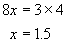 8x = 3 × 4
x = 1.5